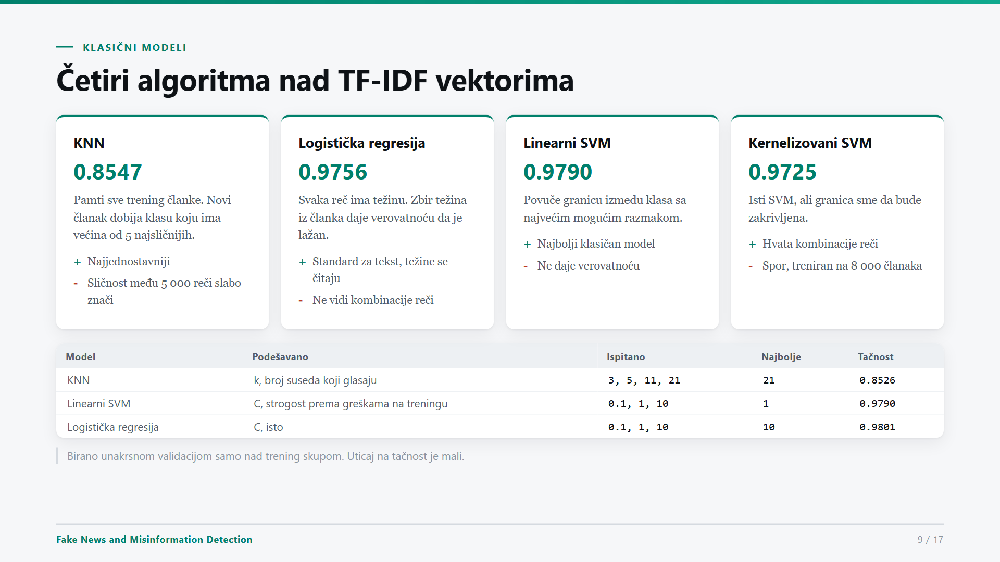 KLASIČNI MODELI
Četiri algoritma nad TF-IDF vektorima
KNN
0.8547
Pamti sve trening članke. Novi
članak dobija klasu koju ima
većina od 5 najsličnijih.
+ Najjednostavniji
- Sličnost među 5 000 reči slabo
znači
Logistička regresija
0.9756
Svaka reč ima težinu. Zbir težina
iz članka daje verovatnoću da je
lažan.
+ Standard za tekst, težine se
čitaju
- Ne vidi kombinacije reči
Linearni SVM
0.9790
Povuče granicu između klasa sa
najvećim mogućim razmakom.
+ Najbolji klasičan model
- Ne daje verovatnoću
Kernelizovani SVM
0.9725
Isti SVM, ali granica sme da bude
zakrivljena.
+ Hvata kombinacije reči
- Spor, treniran na 8 000 članaka
Model Podešavano Ispitano Najbolje Tačnost
KNN k, broj suseda koji glasaju 3, 5, 11, 21 21 0.8526
Linearni SVM C, strogost prema greškama na treningu 0.1, 1, 10 1 0.9790
Logistička regresija C, isto 0.1, 1, 10 10 0.9801
Birano unakrsnom validacijom samo nad trening skupom. Uticaj na tačnost je mali.
Fake News and Misinformation Detection
9 / 17